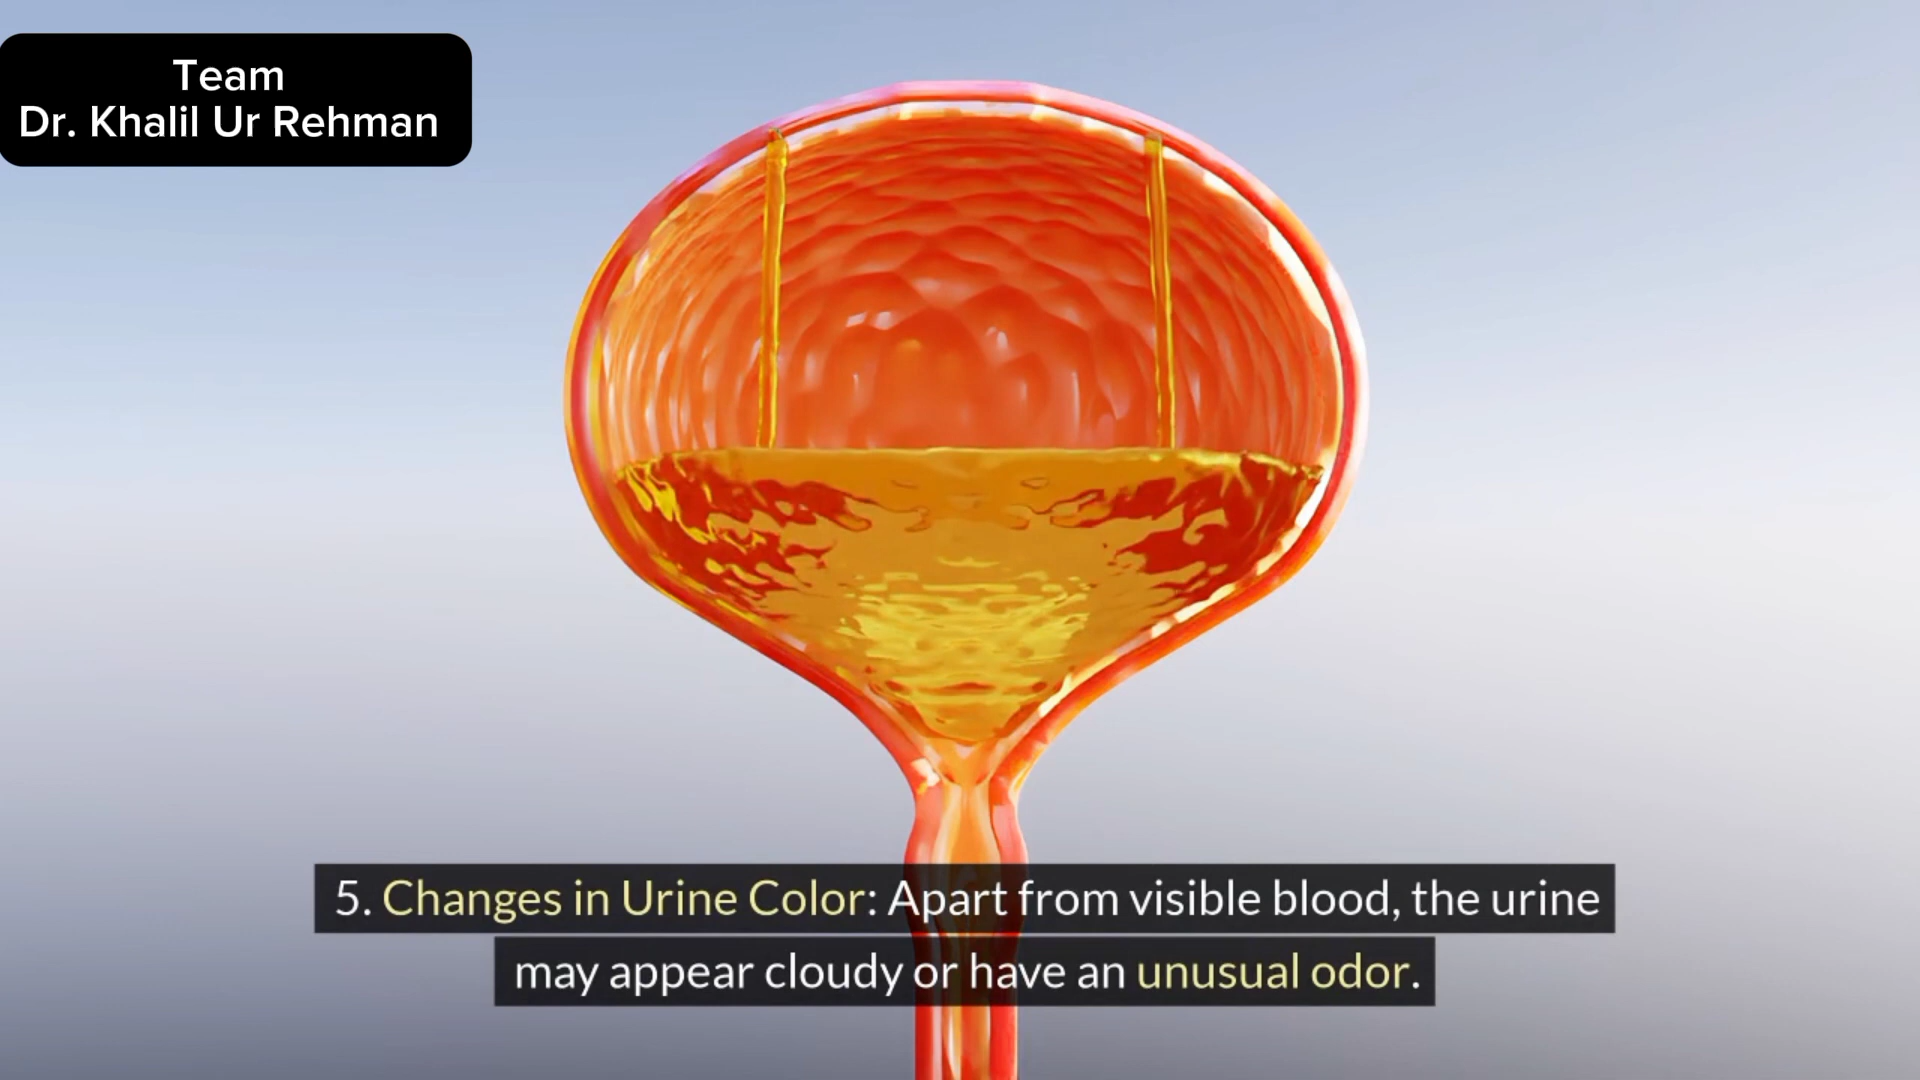 Team
Dr. Khalil Ur Rehman
5. Changes in Urine Color: Apart from visible blood, the urine
may appear cloudy or have an unusual odor.